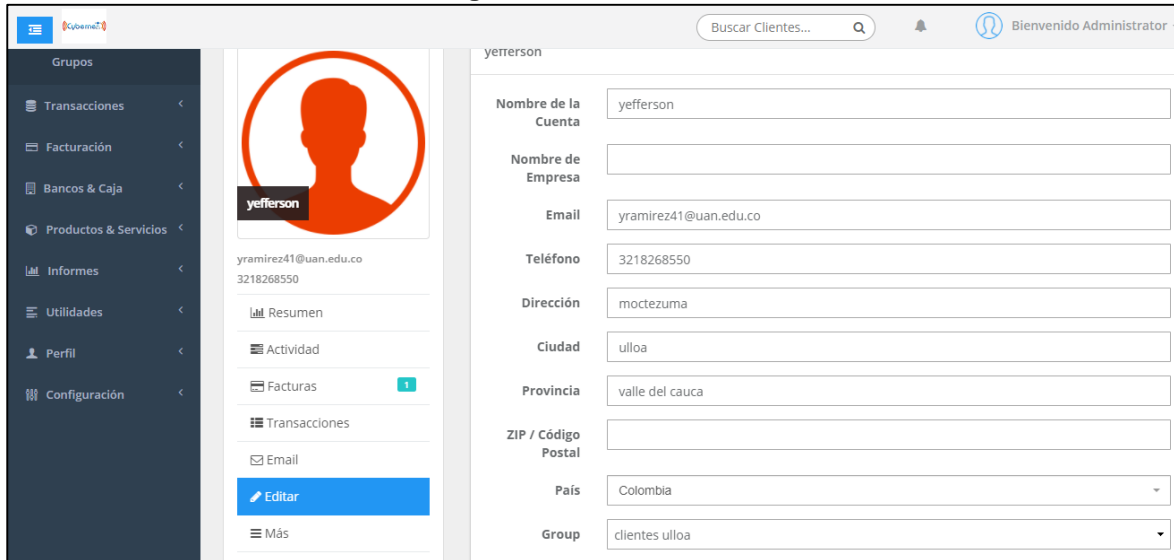 Cybernet
Buscar Clientes...
Bienvenido Administrator
Grupos
Transacciones
Facturación
Bancos & Caja
Productos & Servicios
Informes
Utilidades
Perfil
Configuración
yefferson
yramirez41@uan.edu.co
3218268550
Resumen
Actividad
Facturas 1
Transacciones
Email
Editar
Más
yefferson
Nombre de la
Cuenta
yefferson
Nombre de
Empresa
Email yramirez41@uan.edu.co
Teléfono 3218268550
Dirección moctezuma
Ciudad ulloa
Provincia valle del cauca
ZIP / Código
Postal
País Colombia
Group clientes ulloa